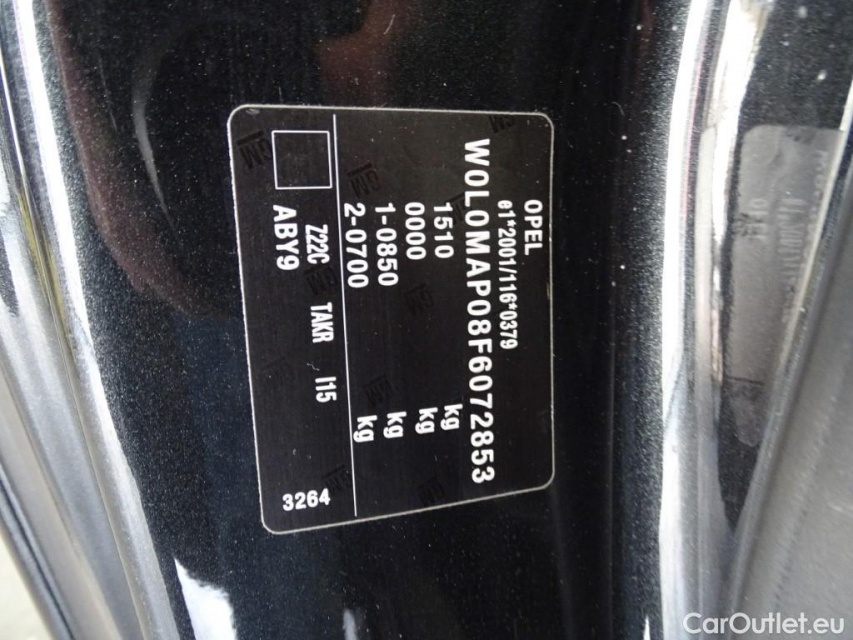 OPEL
e1*2001/116*0379
W0L0MAP08F6072853
1510 kg
0000 kg
1-0850 kg
2-0700 kg
Z22C TAKR I15
ABY9
3264
CarOutlet.eu